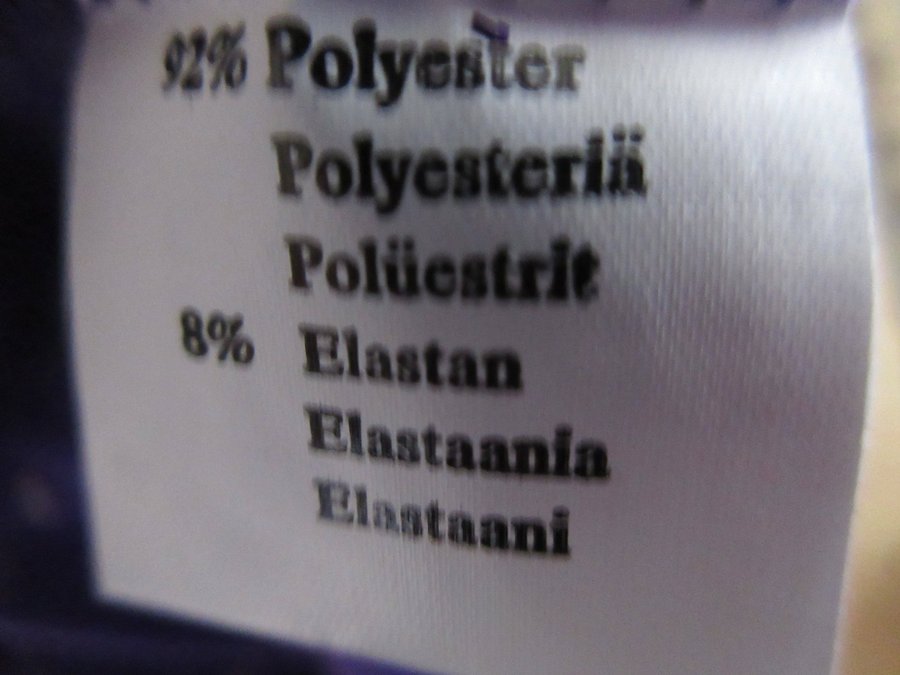 92% Polyester
Polyesteriä
Polüestrit
8% Elastan
Elastaania
Elastaani